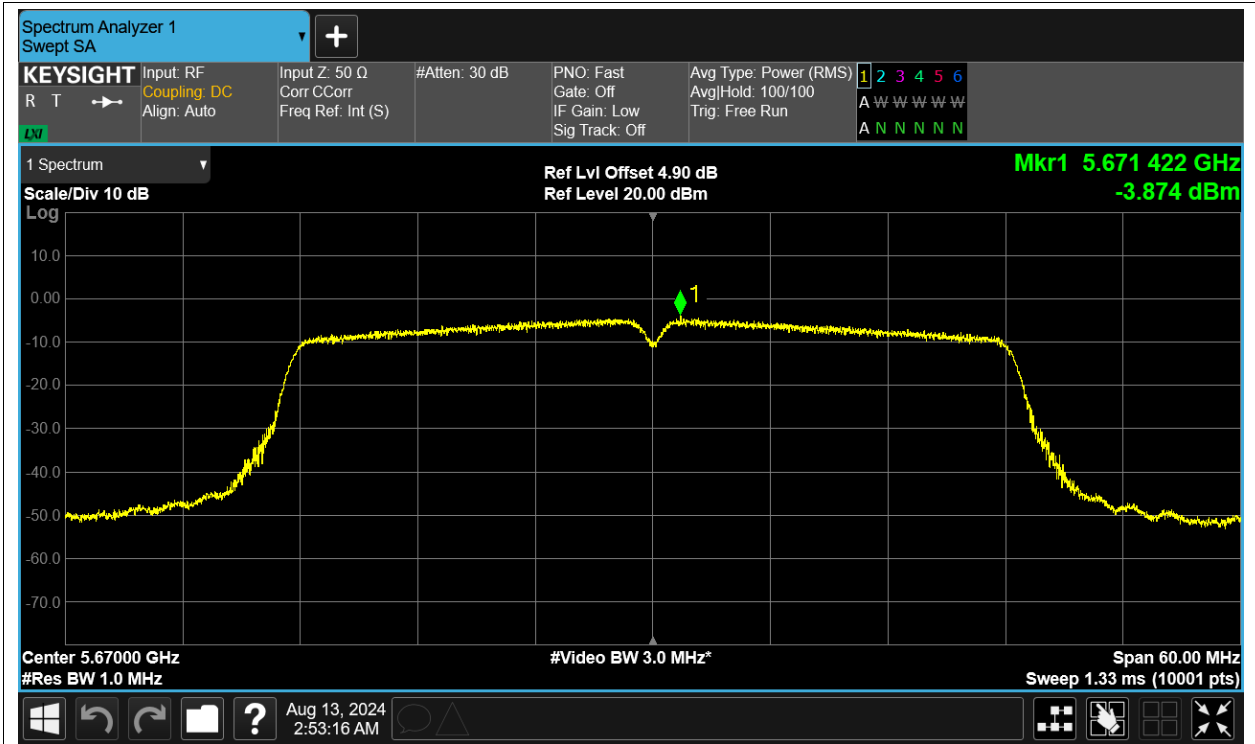 Spectrum Analyzer 1
Swept SA
+
KEYSIGHT
R T
LXI
Input: RF
Coupling: DC
Align: Auto
Input Z: 50 Ω
Corr CCorr
Freq Ref: Int (S)
#Atten: 30 dB
PNO: Fast
Gate: Off
IF Gain: Low
Sig Track: Off
Avg Type: Power (RMS)
Avg|Hold: 100/100
Trig: Free Run
1 2 3 4 5 6
A W W W W W
A N N N N N
1 Spectrum
Scale/Div 10 dB
Ref Lvl Offset 4.90 dB
Ref Level 20.00 dBm
Mkr1 5.671 422 GHz
-3.874 dBm
Log
10.0
0.00
-10.0
-20.0
-30.0
-40.0
-50.0
-60.0
-70.0
1
Center 5.67000 GHz
#Video BW 3.0 MHz*
Span 60.00 MHz
#Res BW 1.0 MHz
Sweep 1.33 ms (10001 pts)
?
Aug 13, 2024
2:53:16 AM